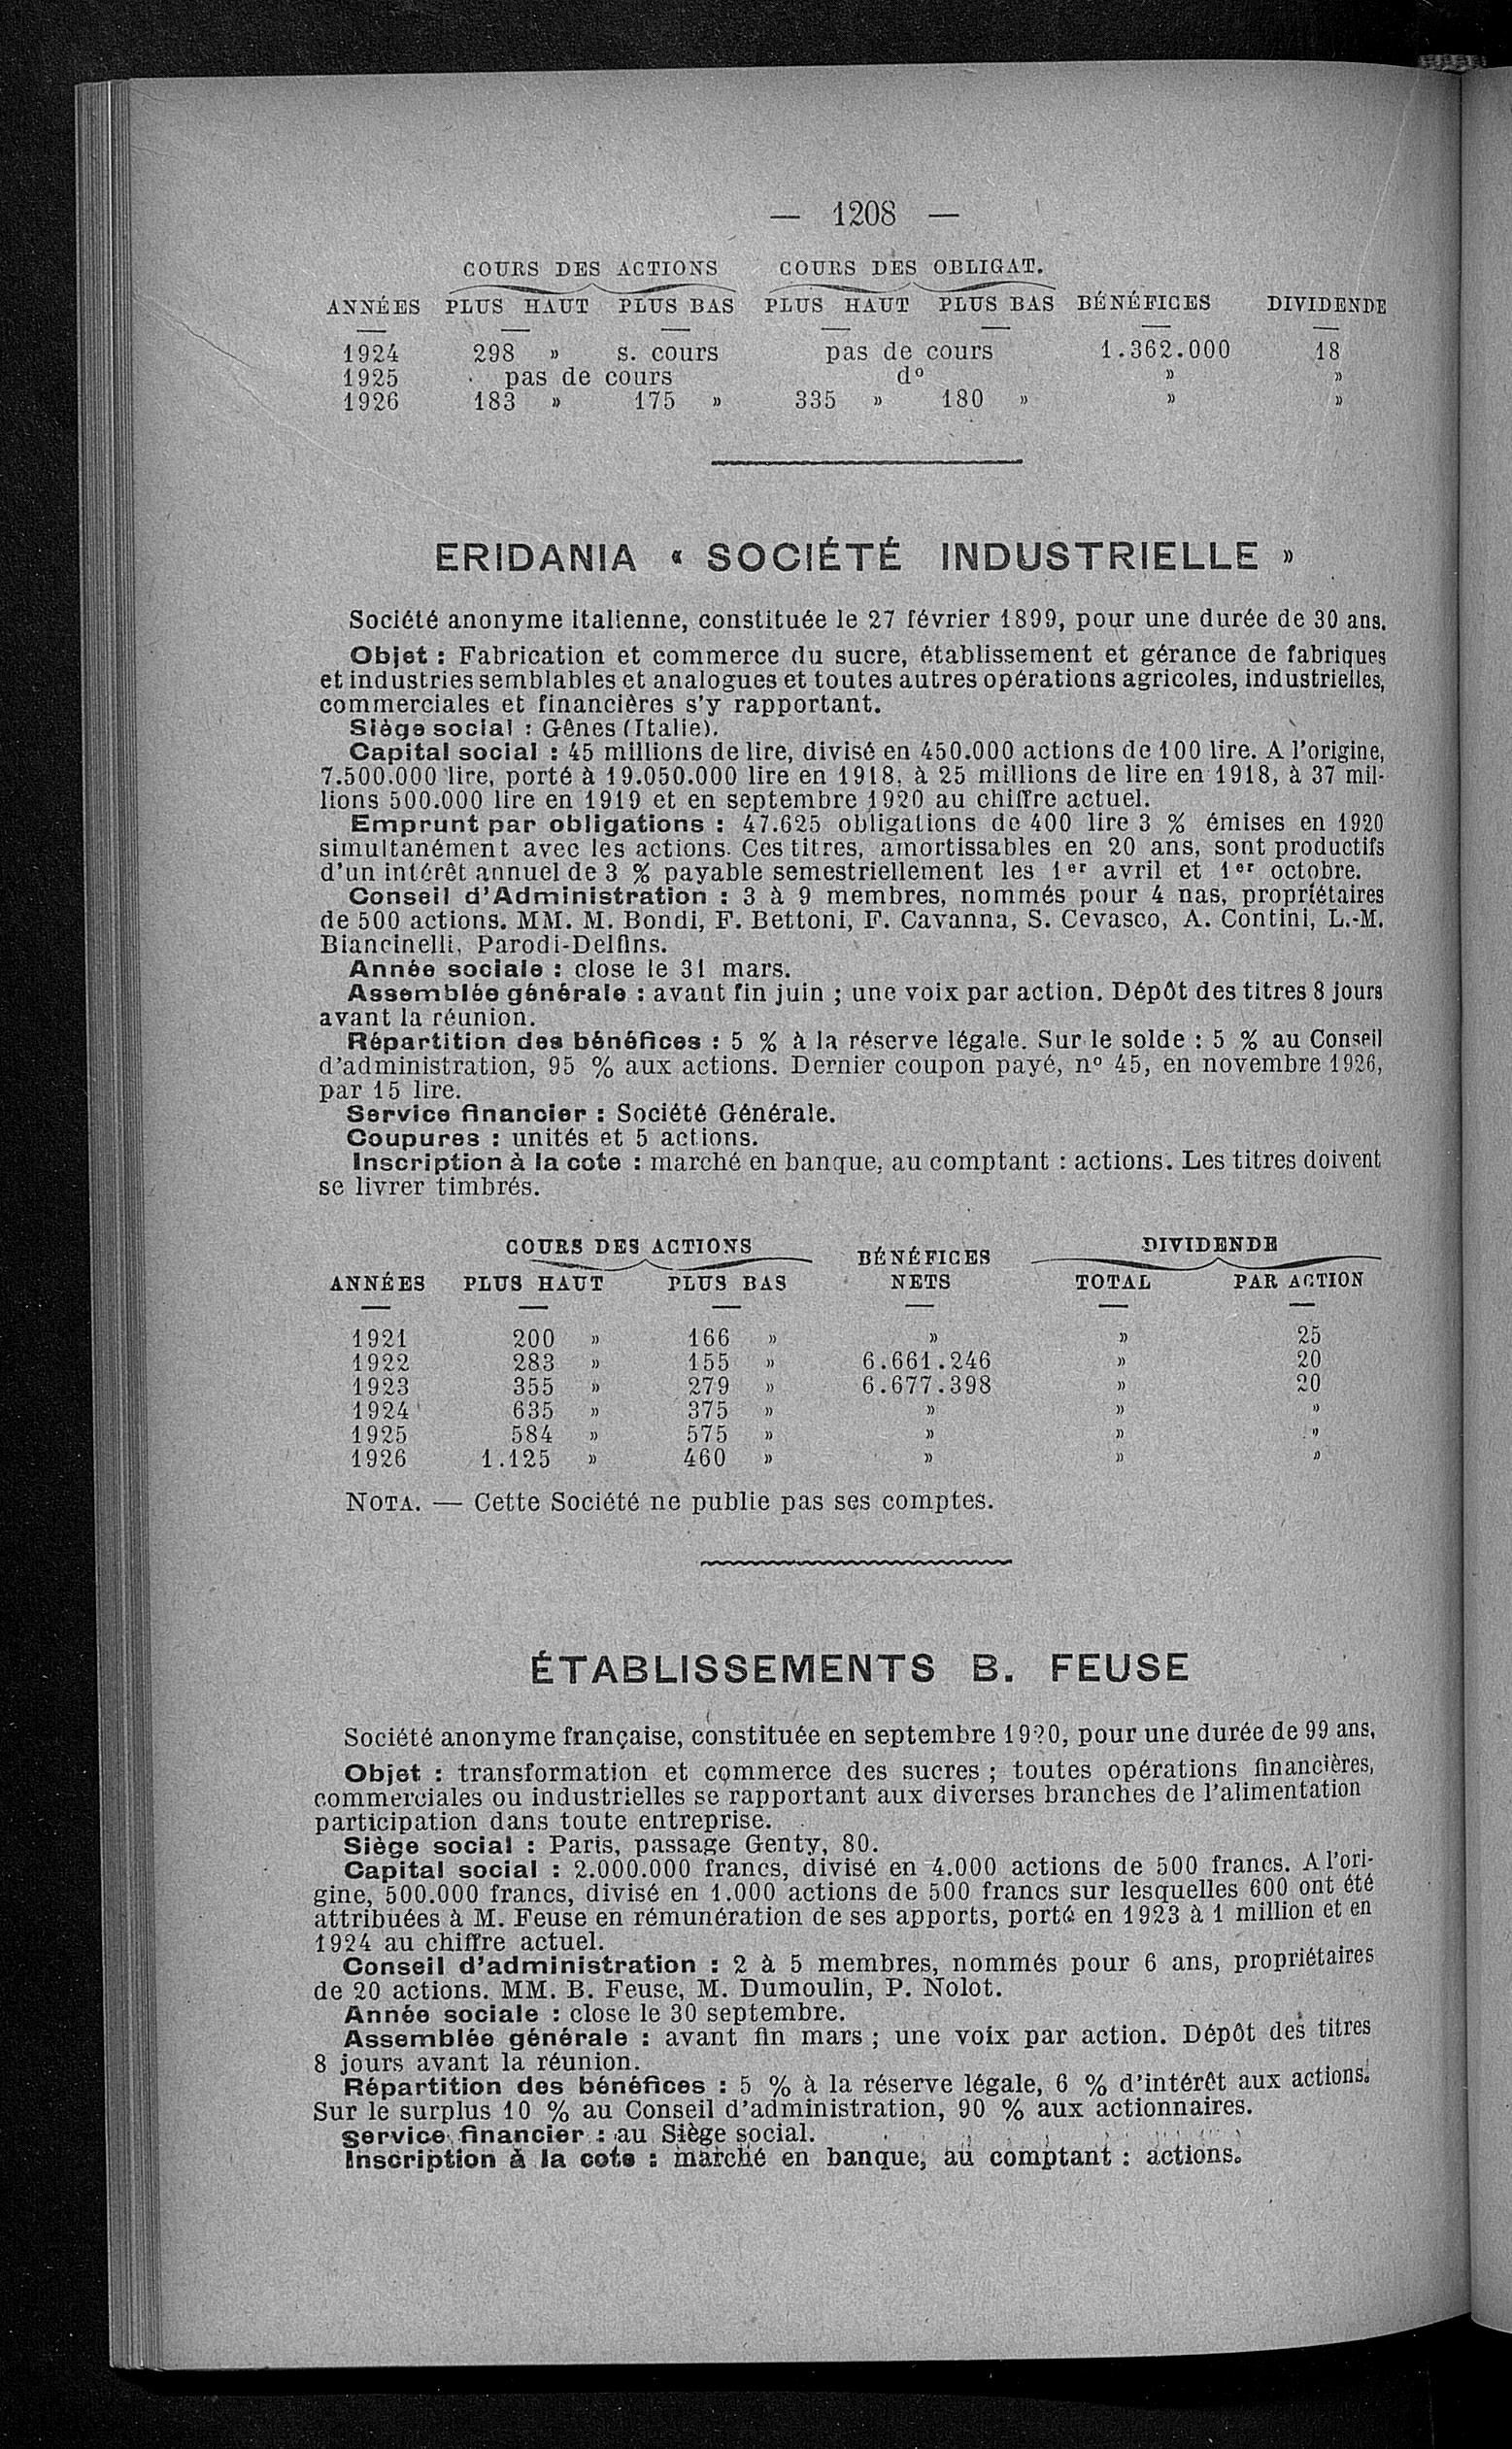 — 1208 —
COURS DES ACTIONS COURS DES OBLIGAT.
ANNÉES PLUS HAUT PLUS BAS PLUS HAUT PLUS BAS BÉNÉFICES DIVIDENDE
1924 298 » s. cours pas de cours 1.362.000 18
1925 pas de cours d° » »
1926 183 » 175 » 335 » 180 » » »
ERIDANIA « SOCIÉTÉ INDUSTRIELLE »
Société anonyme italienne, constituée le 27 février 1899, pour une durée de 30 ans.
Objet : Fabrication et commerce du sucre, établissement et gérance de fabriques
et industries semblables et analogues et toutes autres opérations agricoles, industrielles,
commerciales et financières s'y rapportant.
Siège social : Gênes (Italie).
Capital social : 45 millions de lire, divisé en 450.000 actions de 100 lire. A l'origine,
7.500.000 lire, porté à 19.050.000 lire en 1918, à 25 millions de lire en 1918, à 37 mil-
lions 500.000 lire en 1919 et en septembre 1920 au chiffre actuel.
Emprunt par obligations : 47.625 obligations de 400 lire 3 % émises en 1920
simultanément avec les actions. Ces titres, amortissables en 20 ans, sont productifs
d'un intérêt annuel de 3 % payable semestriellement les 1er avril et 1er octobre.
Conseil d'Administration : 3 à 9 membres, nommés pour 4 nas, propriétaires
de 500 actions. MM. M. Bondi, F. Bettoni, F. Cavanna, S. Cevasco, A. Contini, L.-M.
Biancinelli, Parodi-Delfins.
Année sociale : close le 31 mars.
Assemblée générale : avant fin juin ; une voix par action. Dépôt des titres 8 jours
avant la réunion.
Répartition des bénéfices : 5 % à la réserve légale. Sur le solde : 5 % au Conseil
d'administration, 95 % aux actions. Dernier coupon payé, n° 45, en novembre 1926,
par 15 lire.
Service financier : Société Générale.
Coupures : unités et 5 actions.
Inscription à la cote : marché en banque, au comptant : actions. Les titres doivent
se livrer timbrés.
COURS DES ACTIONS BÉNÉFICES DIVIDENDE
ANNÉES PLUS HAUT PLUS BAS NETS TOTAL PAR ACTION
1921 200 » 166 » » » 25
1922 283 » 155 » 6.661.246 » 20
1923 355 » 279 » 6.677.398 » 20
1924 635 » 375 » » » »
1925 584 » 575 » » » »
1926 1.125 » 460 » » » »
NOTA. — Cette Société ne publie pas ses comptes.
ÉTABLISSEMENTS B. FEUSE
Société anonyme française, constituée en septembre 1920, pour une durée de 99 ans,
Objet : transformation et commerce des sucres ; toutes opérations financières,
commerciales ou industrielles se rapportant aux diverses branches de l'alimentation
participation dans toute entreprise.
Siège social : Paris, passage Genty, 80.
Capital social : 2.000.000 francs, divisé en 4.000 actions de 500 francs. A l'ori-
gine, 500.000 francs, divisé en 1.000 actions de 500 francs sur lesquelles 600 ont été
attribuées à M. Feuse en rémunération de ses apports, porté en 1923 à 1 million et en
1924 au chiffre actuel.
Conseil d'administration : 2 à 5 membres, nommés pour 6 ans, propriétaires
de 20 actions. MM. B. Feuse, M. Dumoulin, P. Nolot.
Année sociale : close le 30 septembre.
Assemblée générale : avant fin mars ; une voix par action. Dépôt des titres
8 jours avant la réunion.
Répartition des bénéfices : 5 % à la réserve légale, 6 % d'intérêt aux actions.
Sur le surplus 10 % au Conseil d'administration, 90 % aux actionnaires.
Service financier : au Siège social.
Inscription à la cote : marché en banque, au comptant : actions.